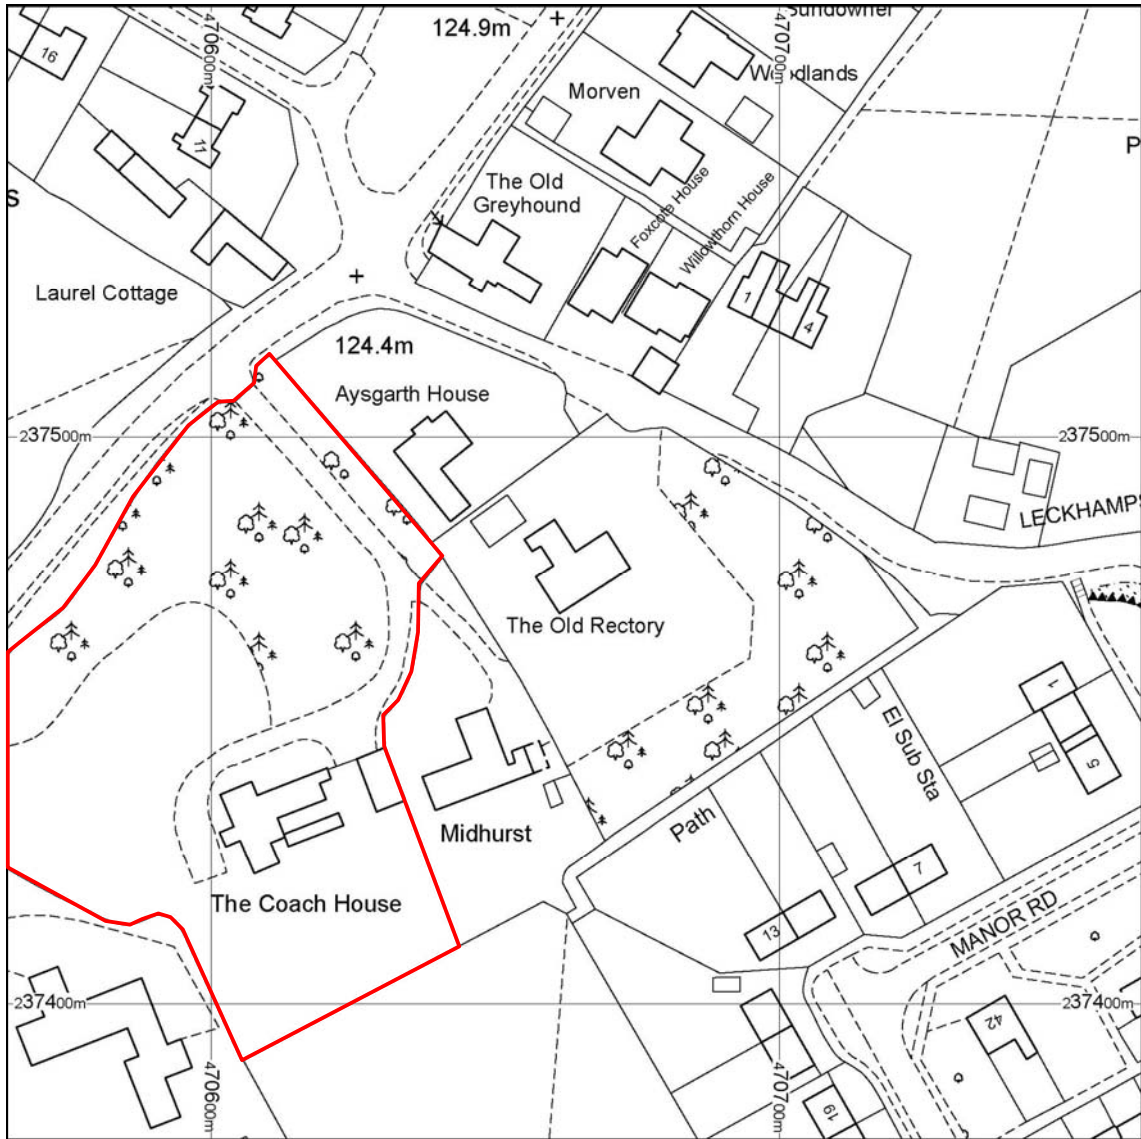 Sundowner
124.9m
470600m
470700m
16
Woodlands
Morven
11
P
The Old
Greyhound
Foxcote House
Willowthorn House
S
Laurel Cottage
1
4
124.4m
Aysgarth House
237500m
237500m
LECKHAMPS
The Old Rectory
1
El Sub Sta
5
Path
Midhurst
7
The Coach House
13
MANOR RD
237400m
237400m
42
470600m
470700m
19